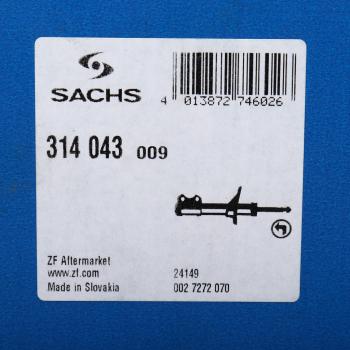 SACHS
4 013872 746026
314 043 009
ZF Aftermarket
www.zf.com
Made in Slovakia
24149
002 7272 070